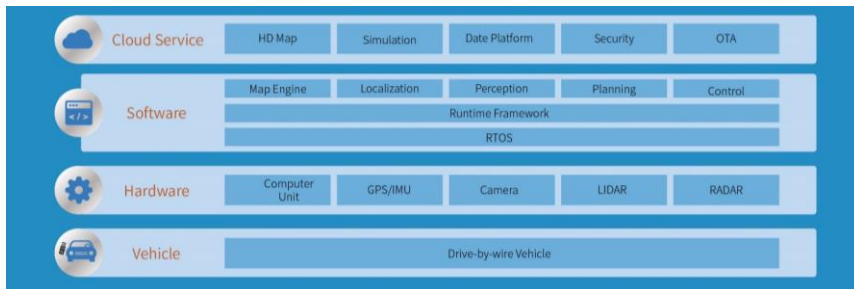 Cloud Service
HD Map
Simulation
Date Platform
Security
OTA
Software
Map Engine
Localization
Perception
Planning
Control
Runtime Framework
RTOS
Hardware
Computer
Unit
GPS/IMU
Camera
LIDAR
RADAR
Vehicle
Drive-by-wire Vehicle